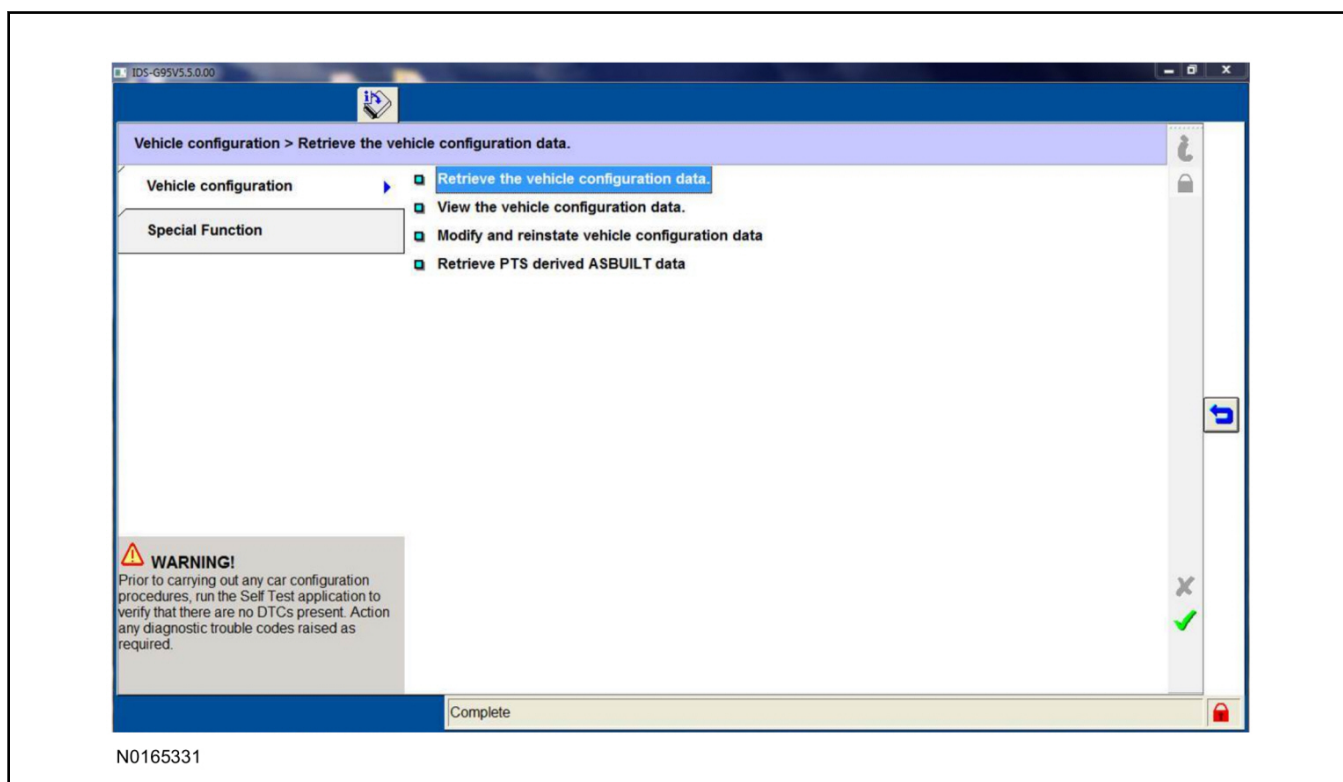 IDS-G95V5.5.0.00
Vehicle configuration > Retrieve the vehicle configuration data.
Vehicle configuration
Special Function
Retrieve the vehicle configuration data.
View the vehicle configuration data.
Modify and reinstate vehicle configuration data
Retrieve PTS derived ASBUILT data
WARNING!
Prior to carrying out any car configuration
procedures, run the Self Test application to
verify that there are no DTCs present. Action
any diagnostic trouble codes raised as
required.
Complete
N0165331